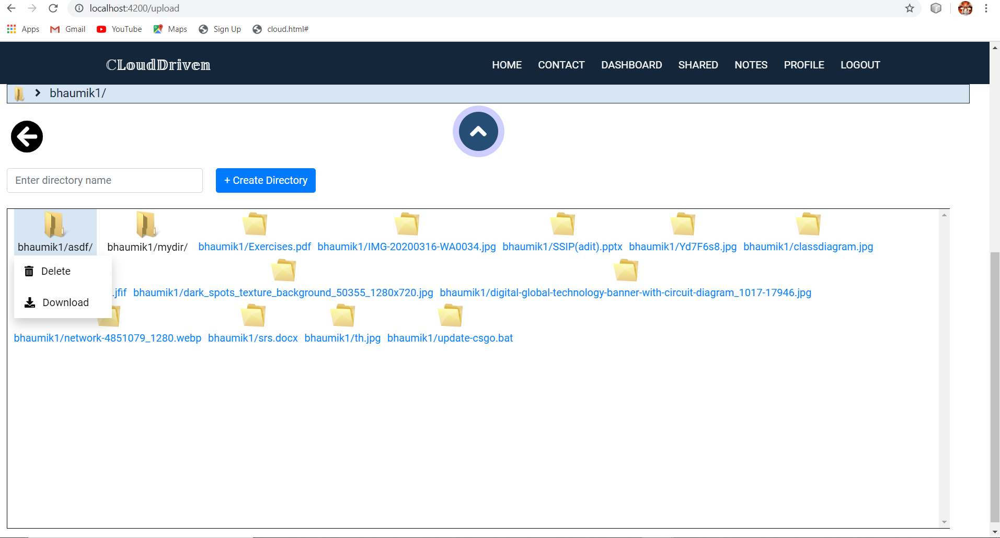 localhost:4200/upload
Apps Gmail YouTube Maps Sign Up cloud.html#
CLoudDriven HOME CONTACT DASHBOARD SHARED NOTES PROFILE LOGOUT
bhaumik1/
Enter directory name + Create Directory
bhaumik1/asdf/ bhaumik1/mydir/ bhaumik1/Exercises.pdf bhaumik1/IMG-20200316-WA0034.jpg bhaumik1/SSIP(adit).pptx bhaumik1/Yd7F6s8.jpg bhaumik1/classdiagram.jpg
Delete
.jfif bhaumik1/dark_spots_texture_background_50355_1280x720.jpg bhaumik1/digital-global-technology-banner-with-circuit-diagram_1017-17946.jpg
Download
bhaumik1/network-4851079_1280.webp bhaumik1/srs.docx bhaumik1/th.jpg bhaumik1/update-csgo.bat